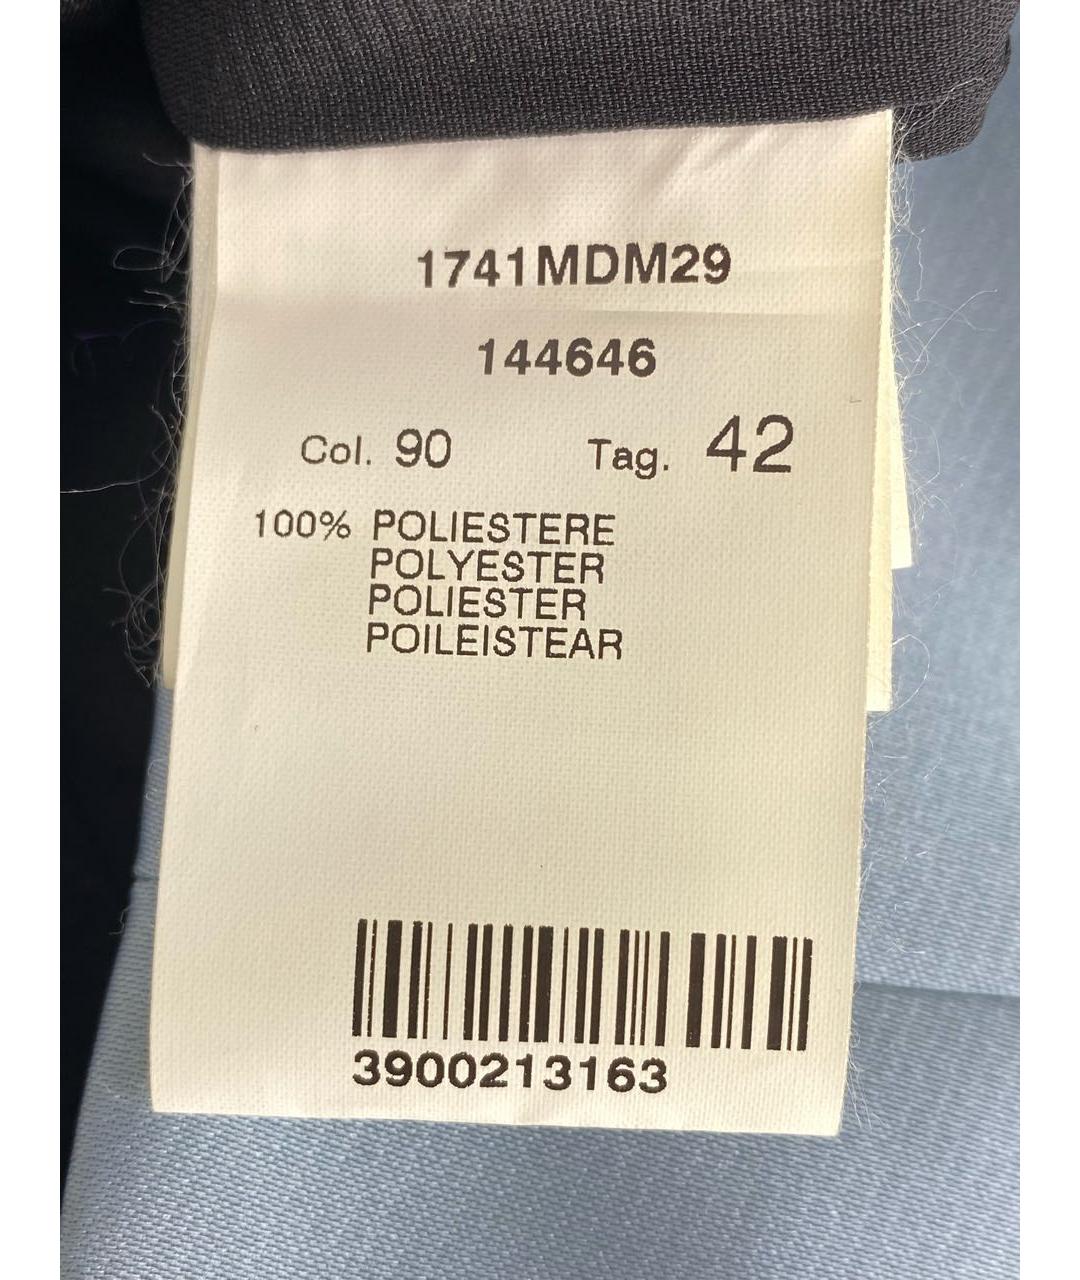 1741MDM29
144646
Col. 90 Tag. 42
100% POLIESTERE
POLYESTER
POLIESTER
POILEISTEAR
3900213163